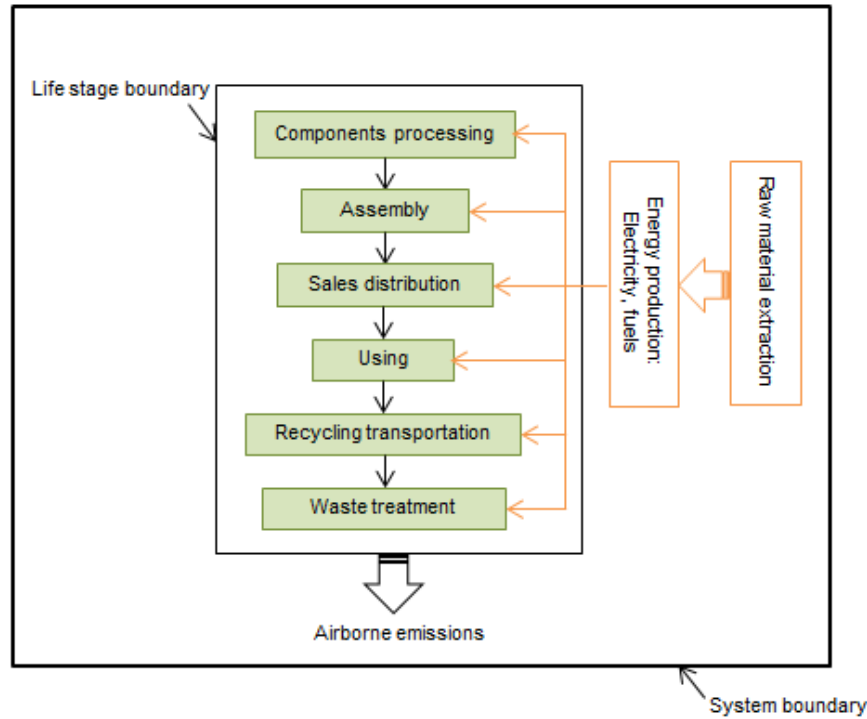 Life stage boundary
Components processing
Assembly
Sales distribution
Using
Recycling transportation
Waste treatment
Energy production:
Electricity, fuels
Raw material extraction
Airborne emissions
System boundary